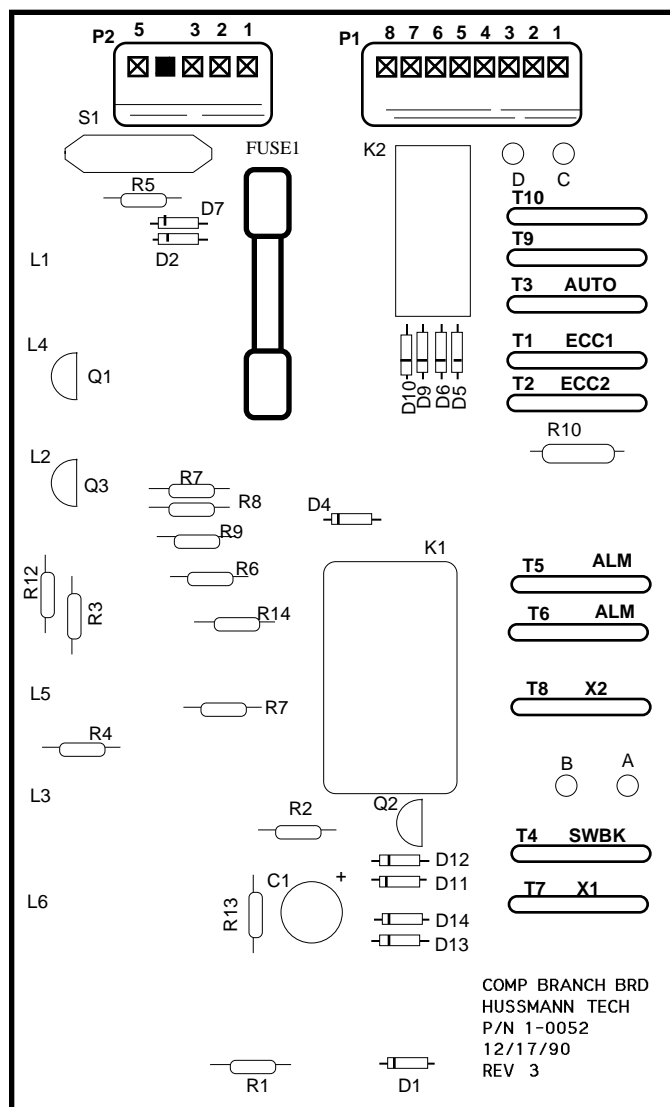 P2 5 3 2 1
P1 8 7 6 5 4 3 2 1
S1
FUSE1
K2
D C
R5
D7
D2
T10
T9
T3 AUTO
T1 ECC1
T2 ECC2
L1
L4
Q1
D10 D9 D6 D5
R10
L2
Q3
R7
R8
R9
D4
K1
R12
R3
R6
R14
T5 ALM
T6 ALM
L5
R7
T8 X2
R4
B A
L3
R2
Q2
T4 SWBK
D12
D11
C1 +
T7 X1
L6
R13
D14
D13
COMP BRANCH BRD
HUSSMANN TECH
P/N 1-0052
12/17/90
REV 3
R1
D1